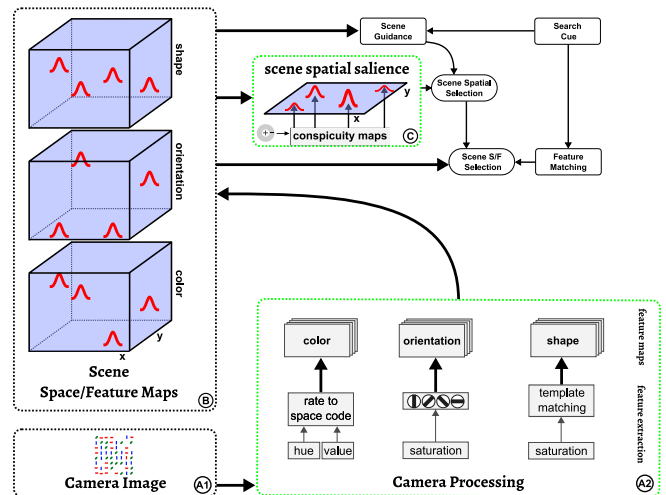 shape
orientation
color
x
y
Scene
Space/Feature Maps
B
scene spatial salience
y
x
+-
conspicuity maps
C
Scene
Guidance
Search
Cue
Scene Spatial
Selection
Scene S/F
Selection
Feature
Matching
color
orientation
shape
feature maps
rate to
space code
template
matching
feature extraction
hue
value
saturation
saturation
Camera Processing
A2
Camera Image
A1